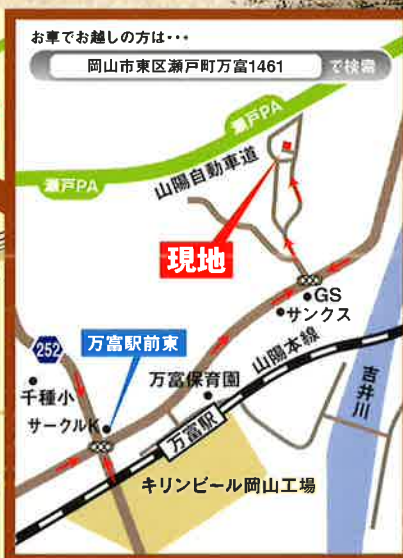 お車でお越しの方は･･･
岡山市東区瀬戸町万富1461
で検索
瀬戸PA
瀬戸PA
山陽自動車道
現地
GS
サンクス
252
万富駅前東
千種小
万富保育園
山陽本線
吉井川
サークルK
万富駅
キリンビール岡山工場